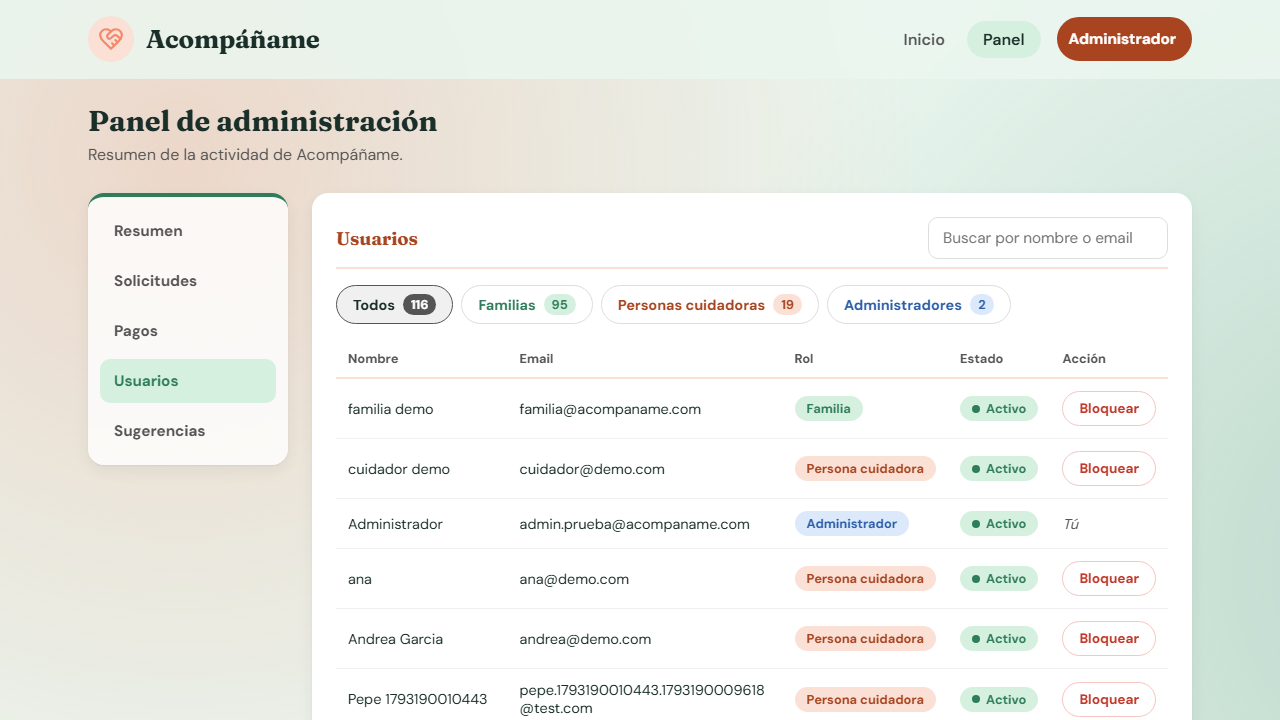 Acompáñame
Inicio
Panel
Administrador
Panel de administración
Resumen de la actividad de Acompáñame.
Resumen
Solicitudes
Pagos
Usuarios
Sugerencias
Usuarios
Buscar por nombre o email
Todos 116
Familias 95
Personas cuidadoras 19
Administradores 2
Nombre Email Rol Estado Acción
familia demo familia@acompaname.com Familia Activo Bloquear
cuidador demo cuidador@demo.com Persona cuidadora Activo Bloquear
Administrador admin.prueba@acompaname.com Administrador Activo Tú
ana ana@demo.com Persona cuidadora Activo Bloquear
Andrea Garcia andrea@demo.com Persona cuidadora Activo Bloquear
Pepe 1793190010443 pepe.1793190010443.1793190009618
@test.com Persona cuidadora Activo Bloquear